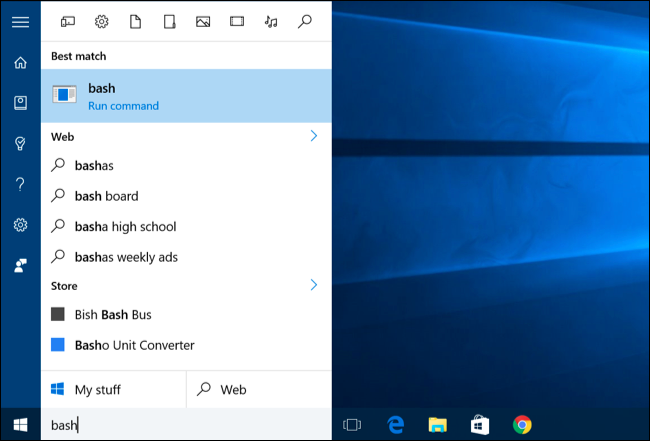 Best match
bash
Run command
Web
bashas
bash board
basha high school
bashas weekly ads
Store
Bish Bash Bus
Basho Unit Converter
My stuff
Web
bash